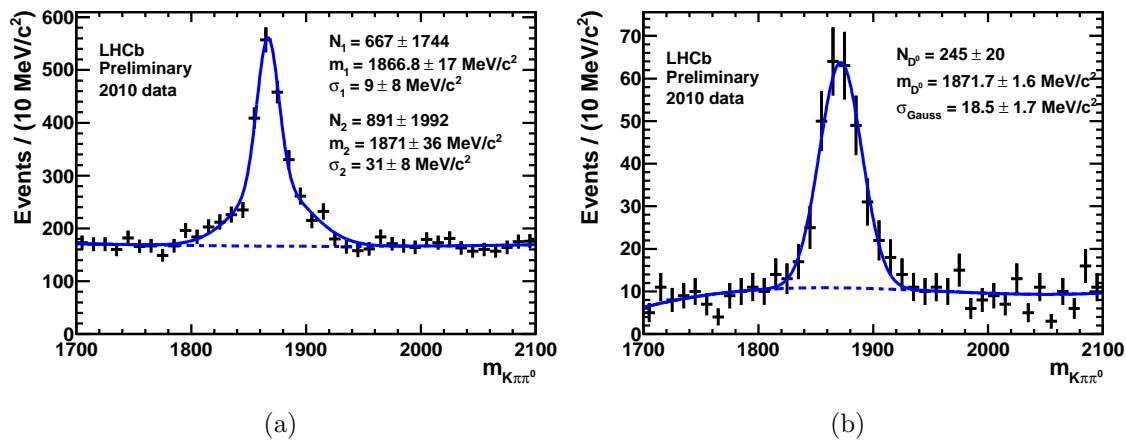 Events / (10 MeV/c²)
600
500
400
300
200
100
0
LHCb
Preliminary
2010 data
N₁ = 667 ± 1744
m₁ = 1866.8 ± 17 MeV/c²
σ₁ = 9 ± 8 MeV/c²
N₂ = 891 ± 1992
m₂ = 1871 ± 36 MeV/c²
σ₂ = 31 ± 8 MeV/c²
1700 1800 1900 2000 2100
m_Kππ⁰
(a)
Events / (10 MeV/c²)
70
60
50
40
30
20
10
0
LHCb
Preliminary
2010 data
N_D⁰ = 245 ± 20
m_D⁰ = 1871.7 ± 1.6 MeV/c²
σ_Gauss = 18.5 ± 1.7 MeV/c²
1700 1800 1900 2000 2100
m_Kππ⁰
(b)